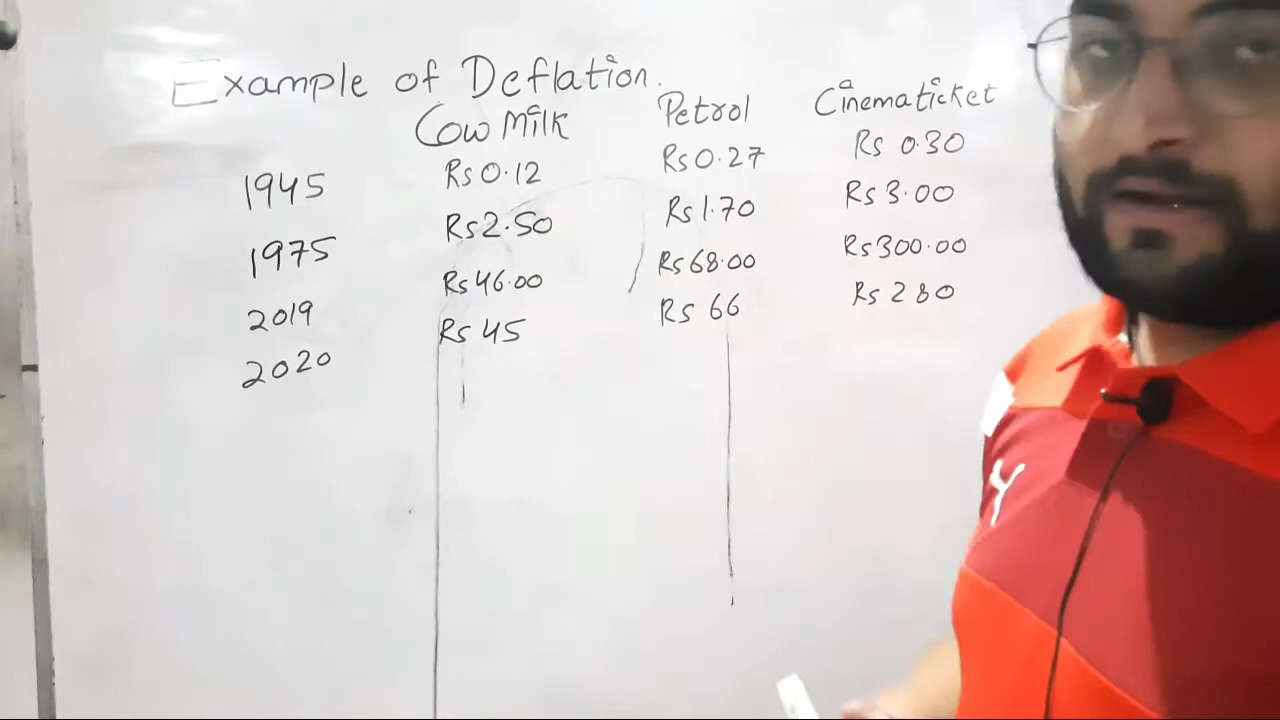 Example of Deflation.
Cow Milk Petrol Cinematicket
1945 Rs 0.12 Rs 0.27 Rs 0.30
1975 Rs 2.50 Rs 1.70 Rs 3.00
2019 Rs 46.00 Rs 68.00 Rs 300.00
2020 Rs 45 Rs 66 Rs 280